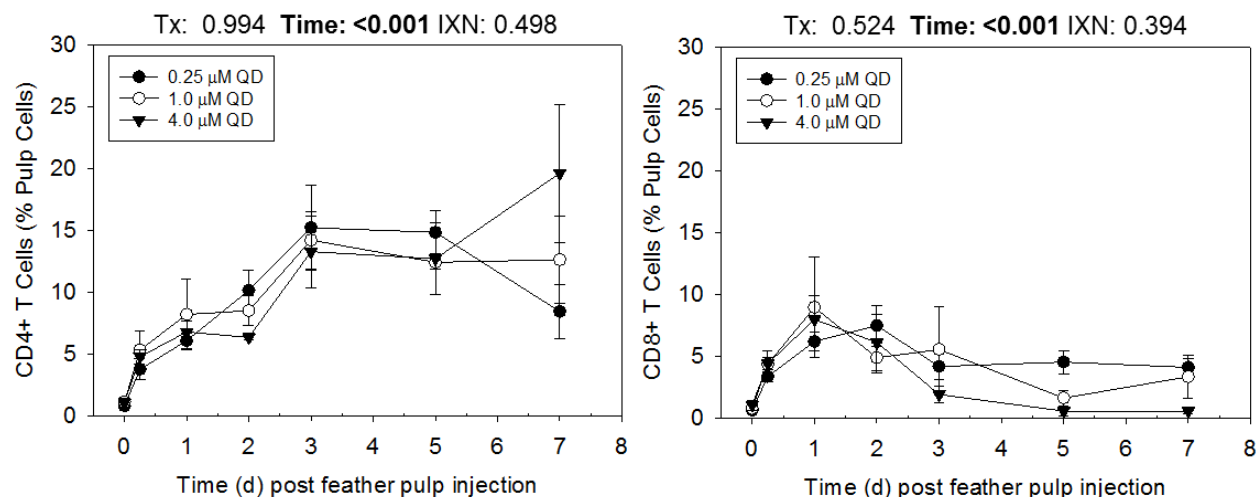 Tx: 0.994 Time: <0.001 IXN: 0.498
30
25
20
15
10
5
0
CD4+ T Cells (% Pulp Cells)
0.25 μM QD
1.0 μM QD
4.0 μM QD
0 1 2 3 4 5 6 7 8
Time (d) post feather pulp injection
Tx: 0.524 Time: <0.001 IXN: 0.394
30
25
20
15
10
5
0
CD8+ T Cells (% Pulp Cells)
0.25 μM QD
1.0 μM QD
4.0 μM QD
0 1 2 3 4 5 6 7 8
Time (d) post feather pulp injection